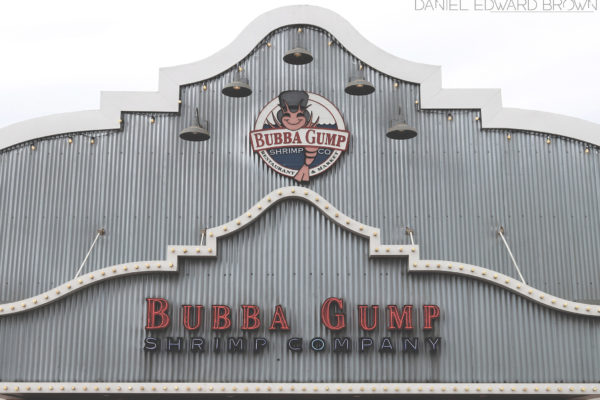 DANIEL EDWARD BROWN
BUBBA GUMP
SHRIMP CO
RESTAURANT & MARKET
BUBBA GUMP
SHRIMP COMPANY